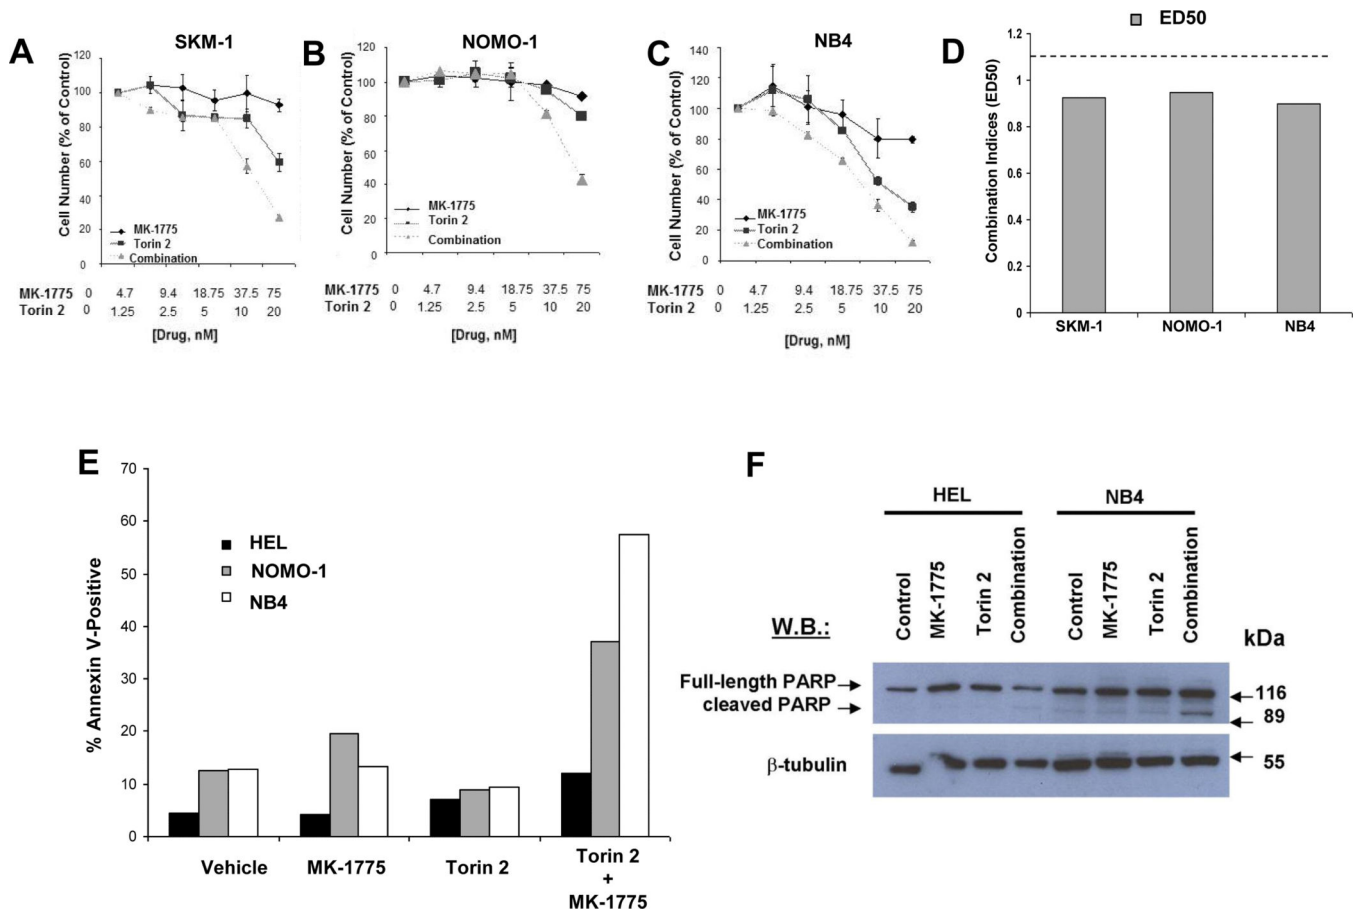 A
SKM-1
Cell Number (% of Control)
120
100
80
60
40
20
0
MK-1775
Torin 2
Combination
MK-1775 0 4.7 9.4 18.75 37.5 75
Torin 2 0 1.25 2.5 5 10 20
[Drug, nM]
B
NOMO-1
Cell Number (% of Control)
120
100
80
60
40
20
0
MK-1775
Torin 2
Combination
MK-1775 0 4.7 9.4 18.75 37.5 75
Torin 2 0 1.25 2.5 5 10 20
[Drug, nM]
C
NB4
Cell Number (% of Control)
140
120
100
80
60
40
20
0
MK-1775
Torin 2
Combination
MK-1775 0 4.7 9.4 18.75 37.5 75
Torin 2 0 1.25 2.5 5 10 20
[Drug, nM]
D
ED50
Combination Indices (ED50)
1.2
1
0.8
0.6
0.4
0.2
0
SKM-1 NOMO-1 NB4
E
% Annexin V-Positive
70
60
50
40
30
20
10
0
HEL
NOMO-1
NB4
Vehicle MK-1775 Torin 2 Torin 2
+
MK-1775
F
HEL NB4
Control MK-1775 Torin 2 Combination Control MK-1775 Torin 2 Combination
W.B.: kDa
Full-length PARP 116
cleaved PARP 89
β-tubulin 55